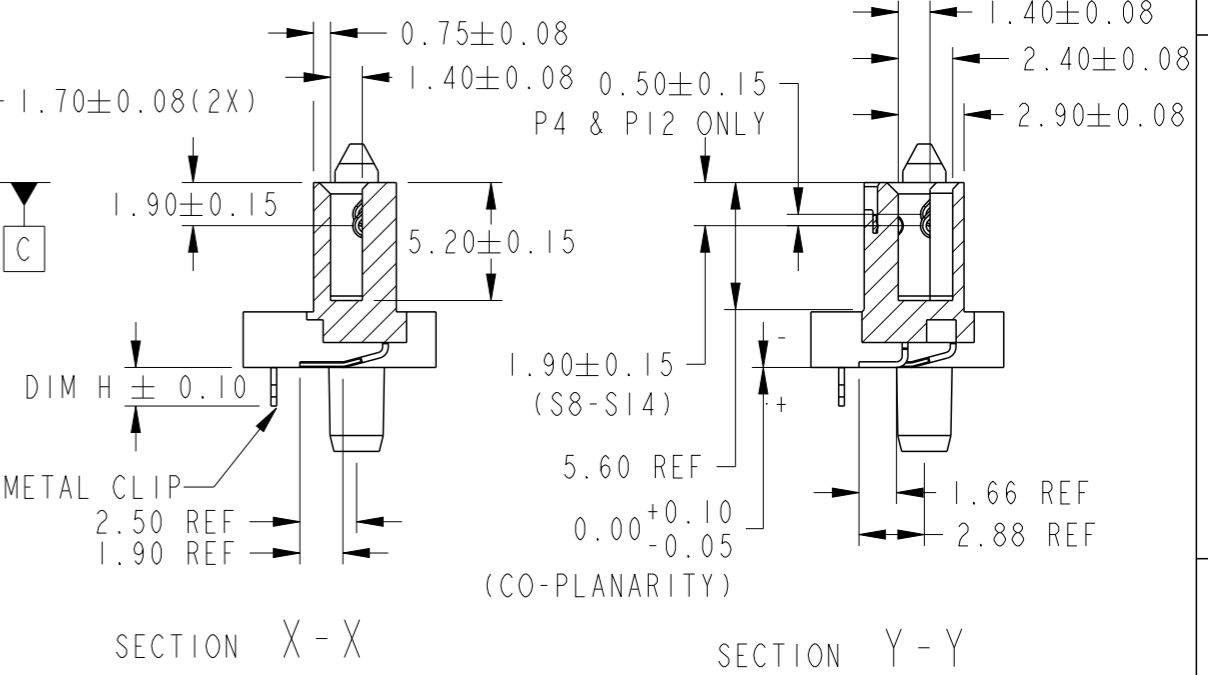 1.40±0.08
0.75±0.08
2.40±0.08
1.40±0.08
0.50±0.15
P4 & P12 ONLY
1.70±0.08(2X)
2.90±0.08
1.90±0.15
5.20±0.15
C
-
1.90±0.15
(S8-S14)
+
DIM H ± 0.10
5.60 REF
METAL CLIP
2.50 REF
1.90 REF
1.66 REF
2.88 REF
0.00 +0.10
-0.05
(CO-PLANARITY)
SECTION X-X
SECTION Y-Y